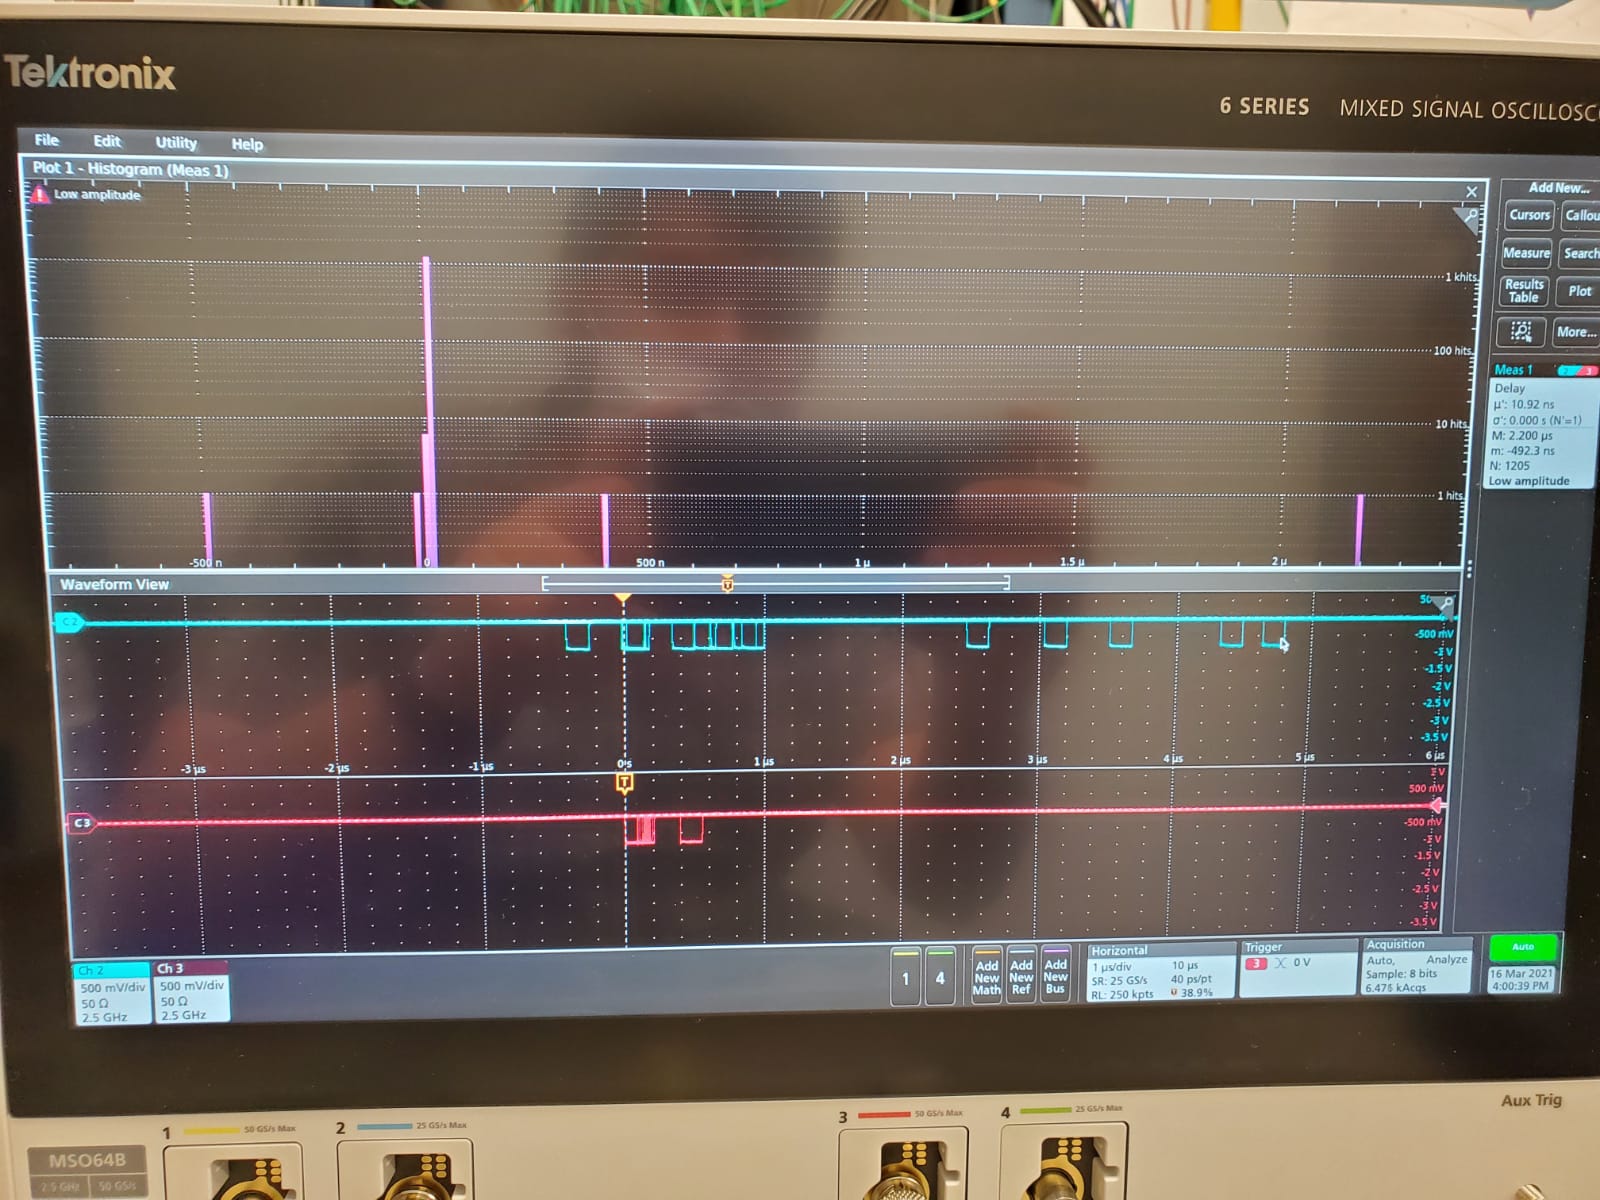 Tektronix
6 SERIES MIXED SIGNAL OSCILLOSC
File Edit Utility Help
Plot 1 - Histogram (Meas 1)
Low amplitude
1 khits
100 hits
10 hits
1 hits
-500 n 0 500 n 1 µ 1.5 µ 2 µ
Waveform View
C2
-500 mV
-1 V
-1.5 V
-2 V
-2.5 V
-3 V
-3.5 V
-3 µs -2 µs -1 µs 0 s 1 µs 2 µs 3 µs 4 µs 5 µs 6 µs
T
C3
1 V
500 mV
-500 mV
-1 V
-1.5 V
-2 V
-2.5 V
-3 V
-3.5 V
Add New...
Cursors Callou
Measure Search
Results Table Plot
More...
Meas 1 2 3
Delay
µ': 10.92 ns
σ': 0.000 s (N'=1)
M: 2.200 µs
m: -492.3 ns
N: 1205
Low amplitude
Ch 2
500 mV/div
50 Ω
2.5 GHz
Ch 3
500 mV/div
50 Ω
2.5 GHz
1 4
Add New Math
Add New Ref
Add New Bus
Horizontal
1 µs/div 10 µs
SR: 25 GS/s 40 ps/pt
RL: 250 kpts 38.9%
Trigger
3 0 V
Acquisition
Auto, Analyze
Sample: 8 bits
6.475 kAcqs
Auto
16 Mar 2021
4:00:39 PM
Aux Trig
1 50 GS/s Max
2 25 GS/s Max
3 50 GS/s Max
4 25 GS/s Max
MSO64B
2.5 GHz 50 GS/s